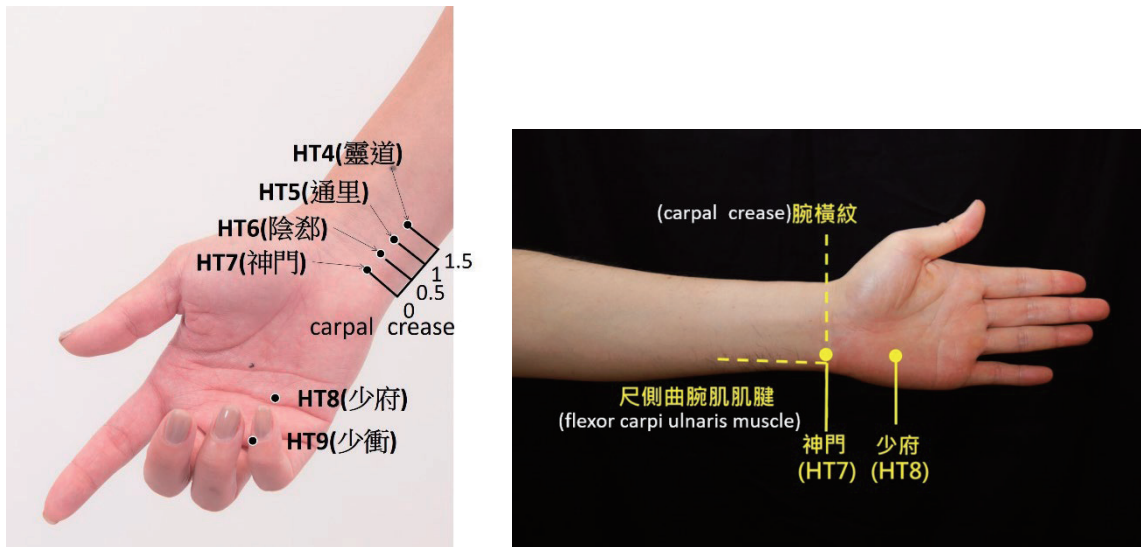 HT4(靈道)
HT5(通里)
HT6(陰郄)
HT7(神門)
1.5
1
0.5
0
carpal crease
HT8(少府)
HT9(少衝)
(carpal crease)腕橫紋
尺側曲腕肌肌腱
(flexor carpi ulnaris muscle)
神門
(HT7)
少府
(HT8)